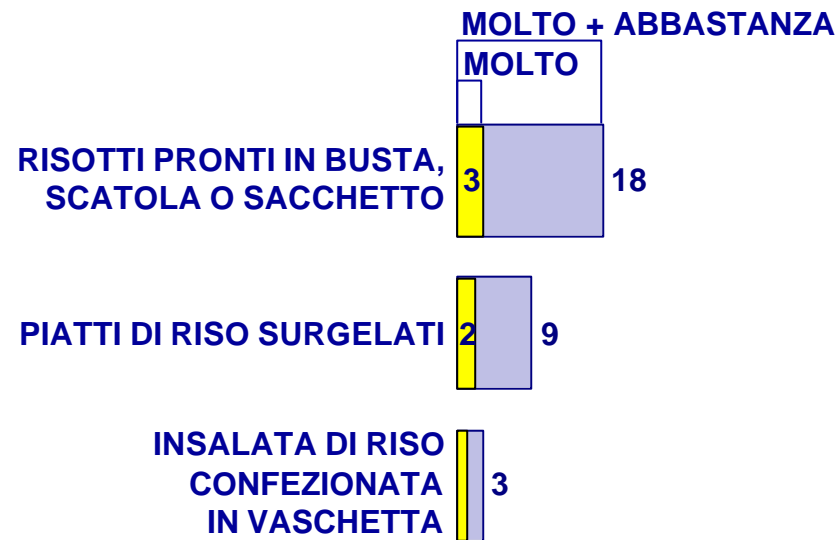 MOLTO + ABBASTANZA
MOLTO
RISOTTI PRONTI IN BUSTA,
SCATOLA O SACCHETTO
3
18
PIATTI DI RISO SURGELATI
2
9
INSALATA DI RISO
CONFEZIONATA
IN VASCHETTA
3